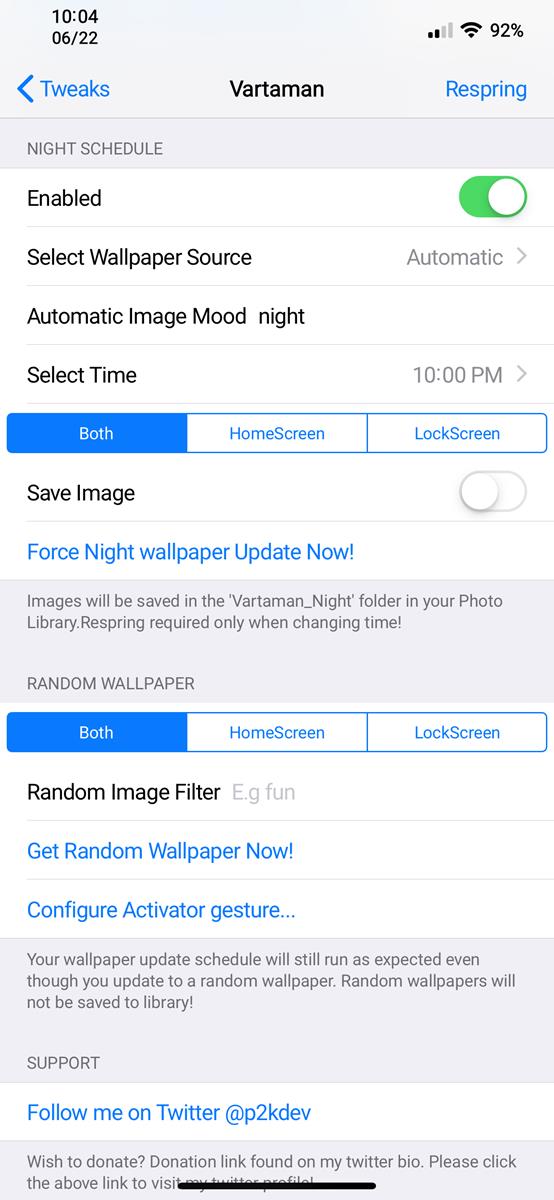 10:04
06/22
92%
Tweaks
Vartaman
Respring
NIGHT SCHEDULE
Enabled
Select Wallpaper Source Automatic
Automatic Image Mood night
Select Time 10:00 PM
Both HomeScreen LockScreen
Save Image
Force Night wallpaper Update Now!
Images will be saved in the 'Vartaman_Night' folder in your Photo
Library.Respring required only when changing time!
RANDOM WALLPAPER
Both HomeScreen LockScreen
Random Image Filter E.g fun
Get Random Wallpaper Now!
Configure Activator gesture...
Your wallpaper update schedule will still run as expected even
though you update to a random wallpaper. Random wallpapers will
not be saved to library!
SUPPORT
Follow me on Twitter @p2kdev
Wish to donate? Donation link found on my twitter bio. Please click
the above link to visit my twitter profile!